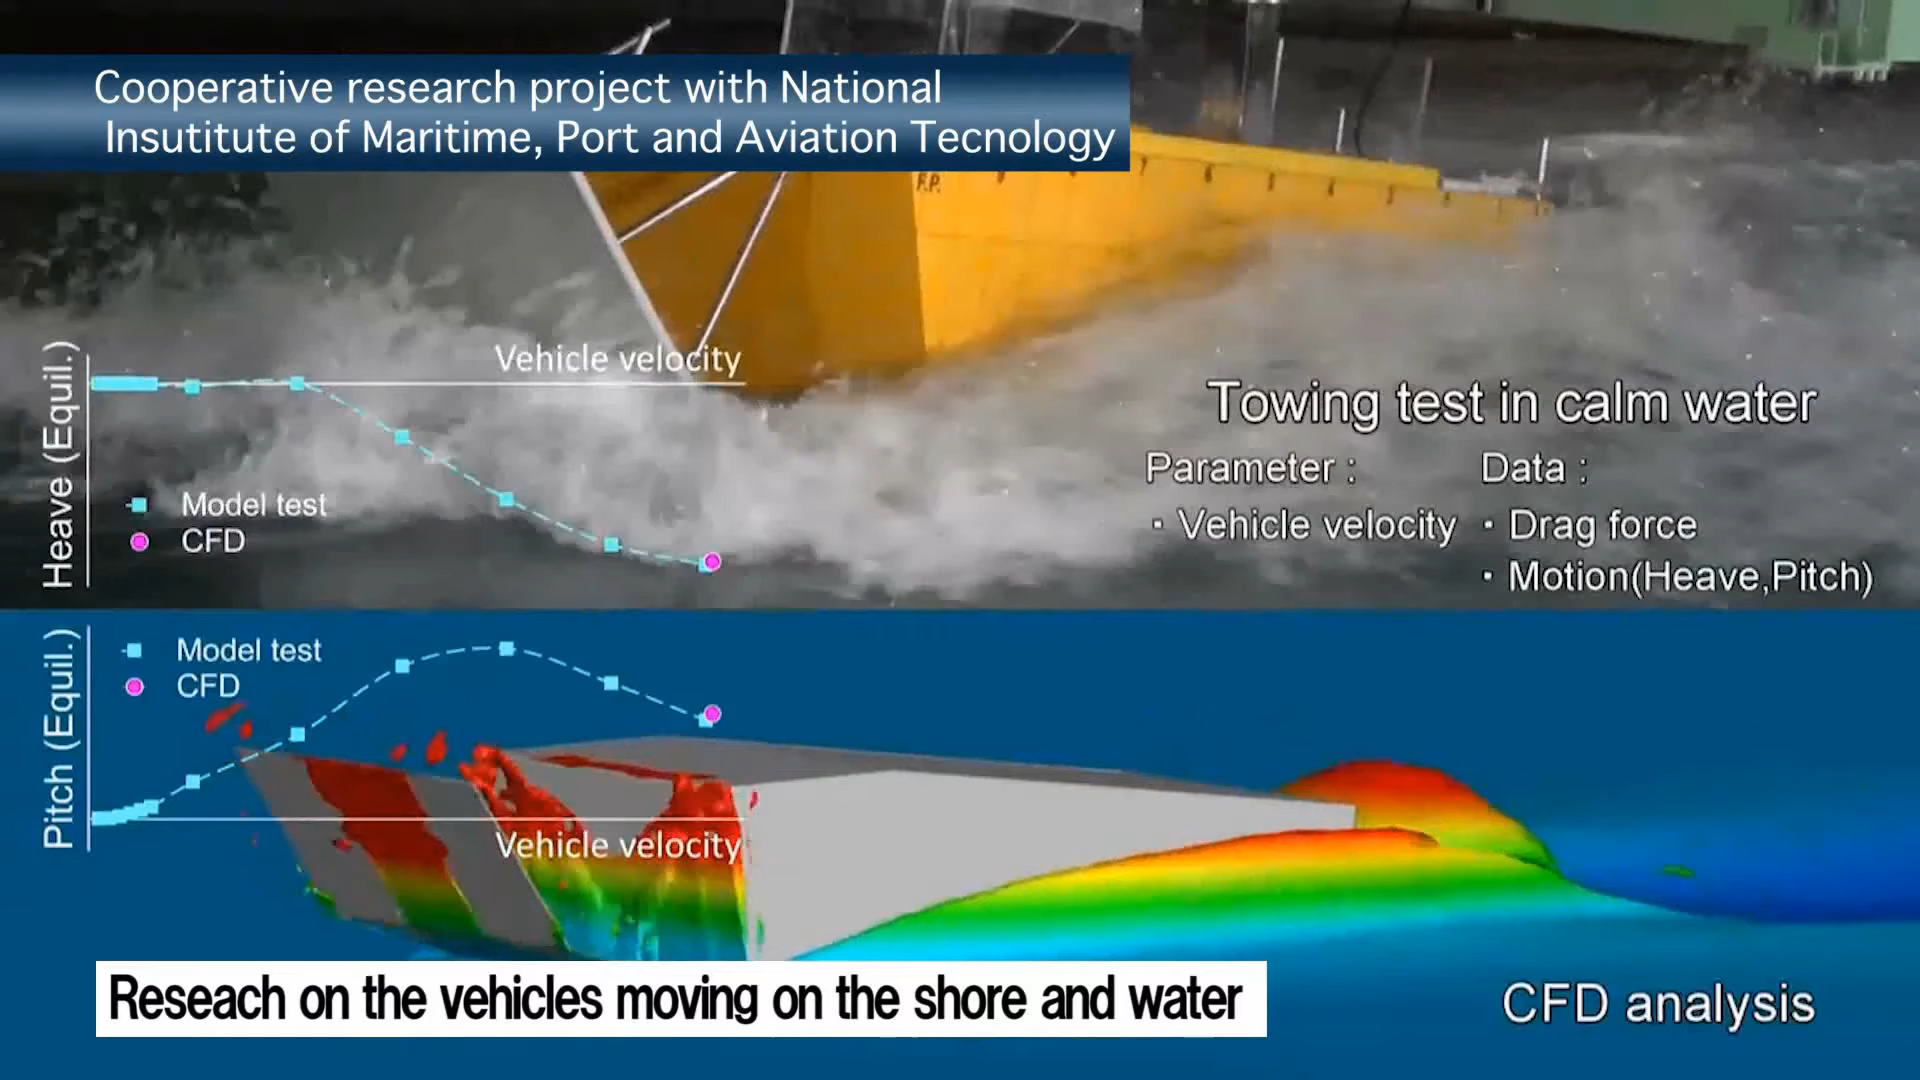 Cooperative research project with National
Insutitute of Maritime, Port and Aviation Tecnology
F.P.
Vehicle velocity
Heave (Equil.)
Model test
CFD
Towing test in calm water
Parameter :
・Vehicle velocity
Data :
・Drag force
・Motion(Heave,Pitch)
Pitch (Equil.)
Model test
CFD
Vehicle velocity
Reseach on the vehicles moving on the shore and water
CFD analysis